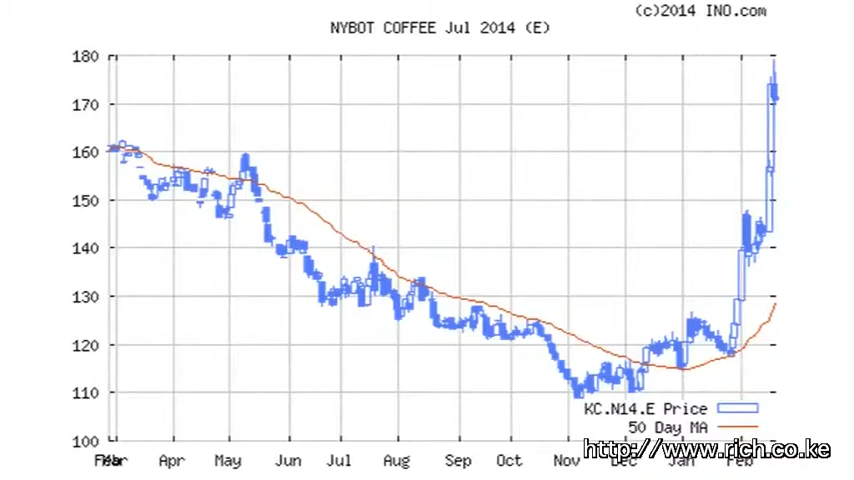 (c)2014 INO.com
NYBOT COFFEE Jul 2014 (E)
180
170
160
150
140
130
120
110
100
KC.N14.E Price
50 Day MA
http://www.rich.co.ke
Feb Mar Apr May Jun Jul Aug Sep Oct Nov Dec Jan Feb